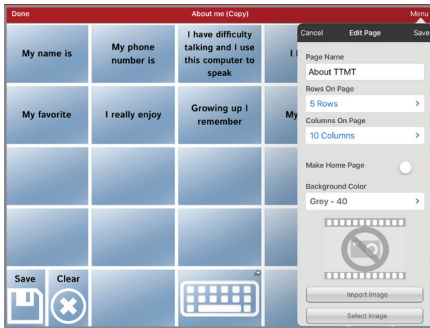 Done
About me (Copy)
Menu
My name is
My phone
number is
I have difficulty
talking and I use
this computer to
speak
I l
My favorite
I really enjoy
Growing up I
remember
My
Save
Clear
Cancel
Edit Page
Save
Page Name
About TTMT
Rows On Page
5 Rows
Columns On Page
10 Columns
Make Home Page
Background Color
Grey - 40
Import Image
Select Image